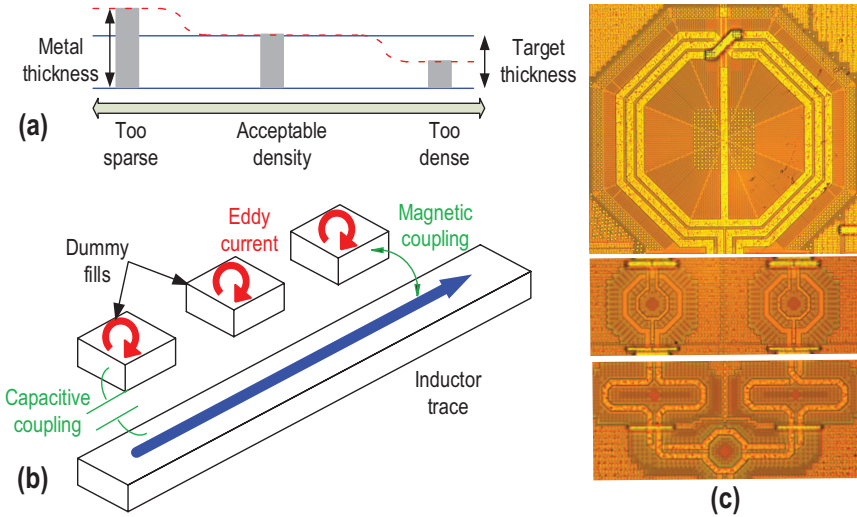 Metal
thickness
Target
thickness
(a)
Too
sparse
Acceptable
density
Too
dense
Dummy
fills
Eddy
current
Magnetic
coupling
Capacitive
coupling
Inductor
trace
(b)
(c)